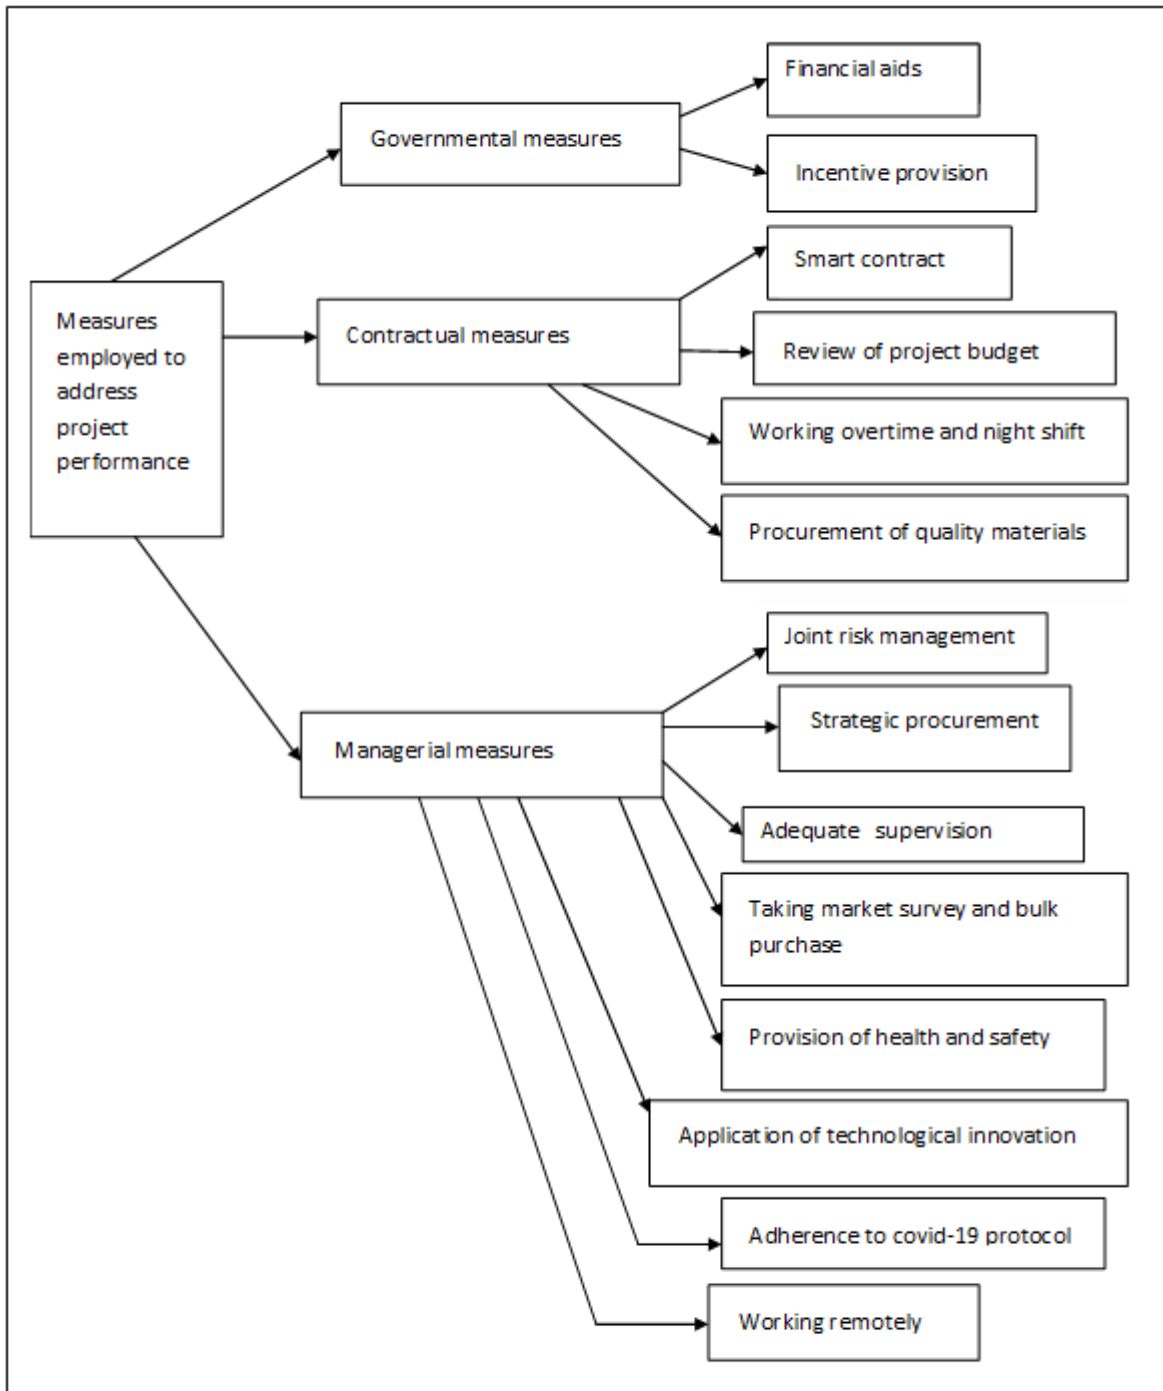 Measures
employed to
address
project
performance
Governmental measures
Financial aids
Incentive provision
Contractual measures
Smart contract
Review of project budget
Working overtime and night shift
Procurement of quality materials
Managerial measures
Joint risk management
Strategic procurement
Adequate supervision
Taking market survey and bulk
purchase
Provision of health and safety
Application of technological innovation
Adherence to covid-19 protocol
Working remotely